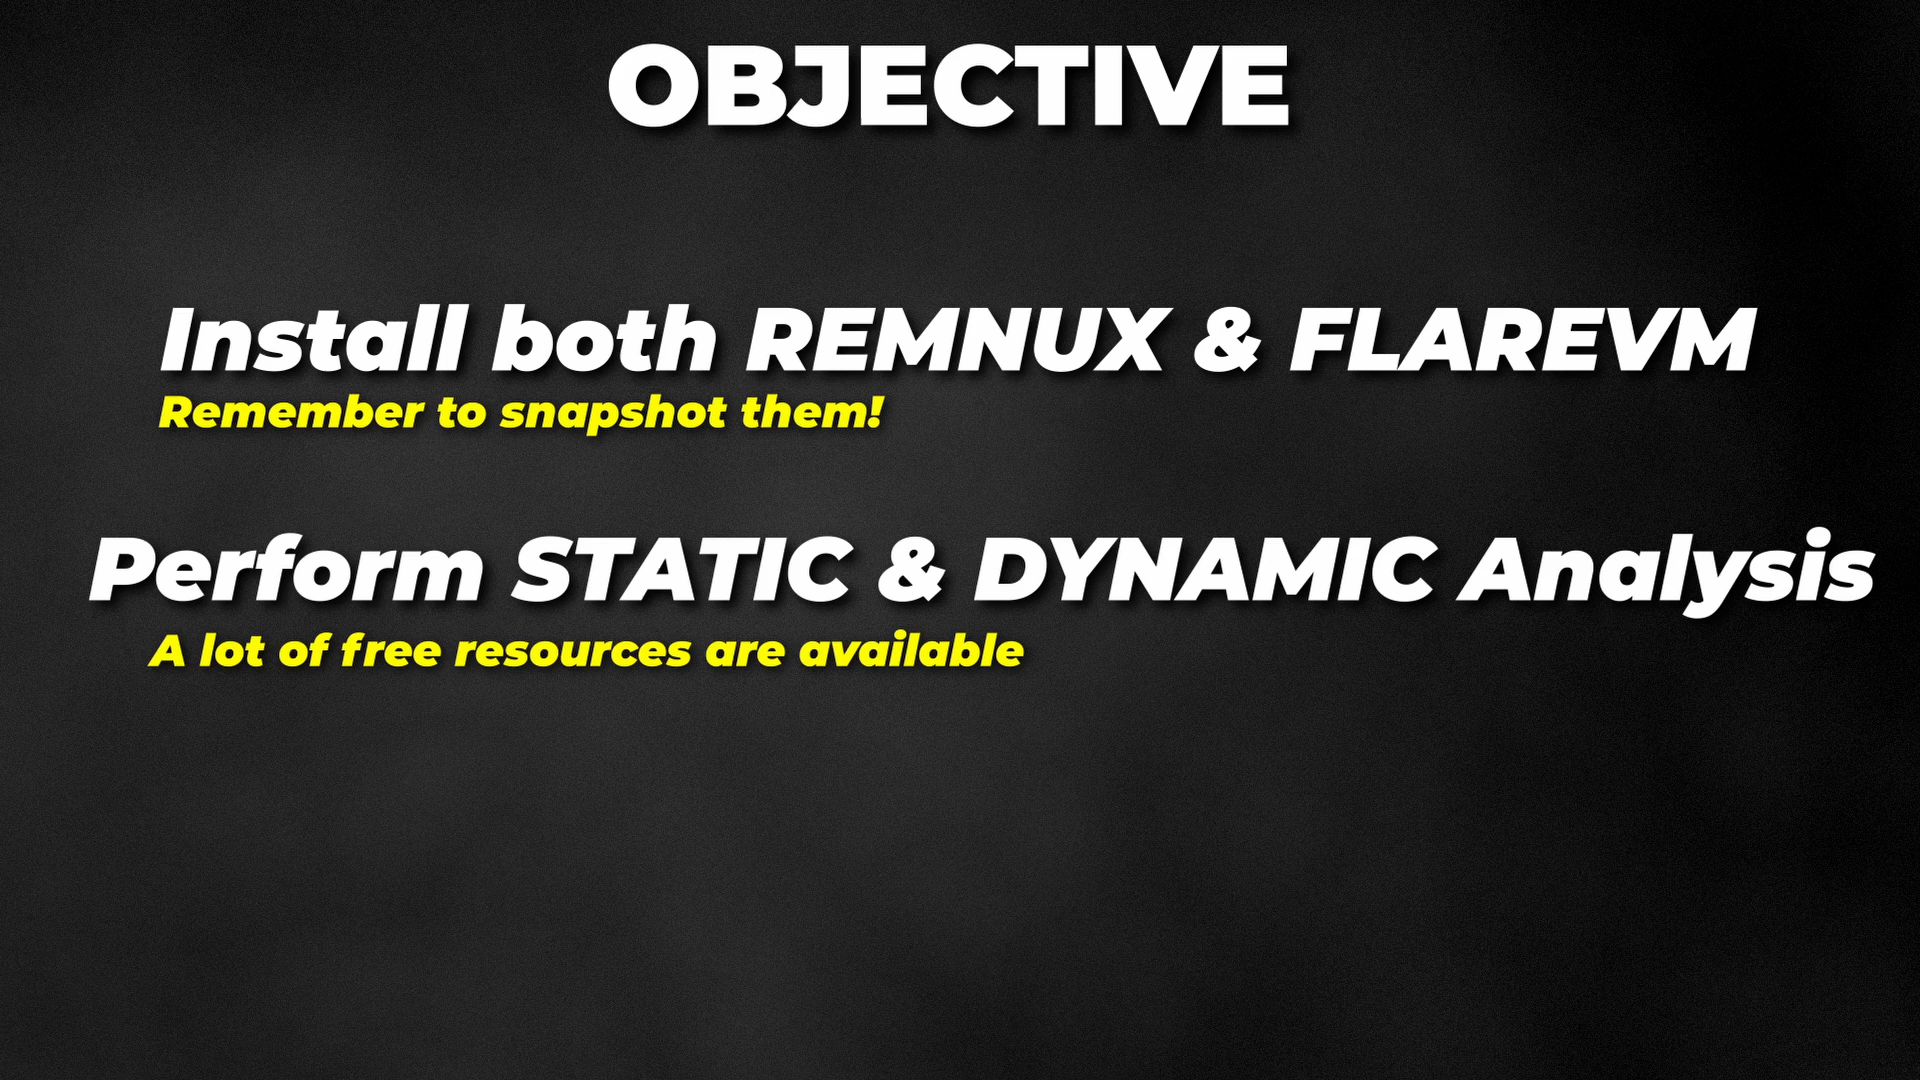 OBJECTIVE
Install both REMNUX & FLAREVM
Remember to snapshot them!
Perform STATIC & DYNAMIC Analysis
A lot of free resources are available